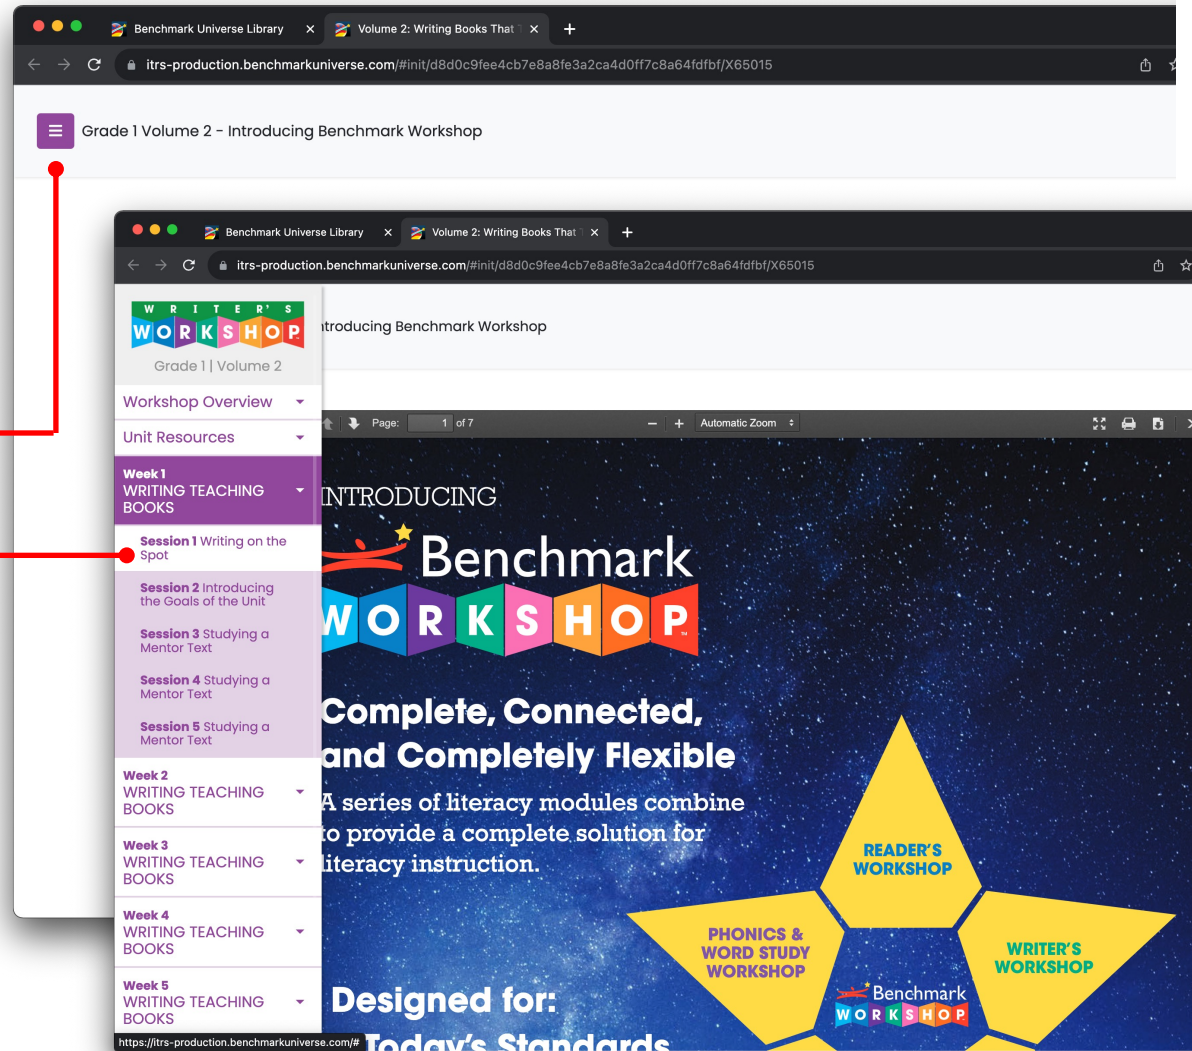 Benchmark Universe Library
Volume 2: Writing Books That T
itrs-production.benchmarkuniverse.com/#init/d8d0c9fee4cb7e8a8fe3a2ca4d0ff7c8a64fdfbf/X65015
Grade 1 Volume 2 - Introducing Benchmark Workshop
Benchmark Universe Library
Volume 2: Writing Books That T
itrs-production.benchmarkuniverse.com/#init/d8d0c9fee4cb7e8a8fe3a2ca4d0ff7c8a64fdfbf/X65015
WRITER'S
WORKSHOP
Grade 1 | Volume 2
ntroducing Benchmark Workshop
Workshop Overview
Unit Resources
Week 1
WRITING TEACHING
BOOKS
Session 1 Writing on the
Spot
Session 2 Introducing
the Goals of the Unit
Session 3 Studying a
Mentor Text
Session 4 Studying a
Mentor Text
Session 5 Studying a
Mentor Text
Week 2
WRITING TEACHING
BOOKS
Week 3
WRITING TEACHING
BOOKS
Week 4
WRITING TEACHING
BOOKS
Week 5
WRITING TEACHING
BOOKS
https://itrs-production.benchmarkuniverse.com/#
Page: 1 of 7
Automatic Zoom
INTRODUCING
Benchmark
WORKSHOP™
Complete, Connected,
and Completely Flexible
A series of literacy modules combine
to provide a complete solution for
literacy instruction.
READER'S
WORKSHOP
PHONICS &
WORD STUDY
WORKSHOP
WRITER'S
WORKSHOP
Benchmark
WORKSHOP
Designed for:
Today's Standards